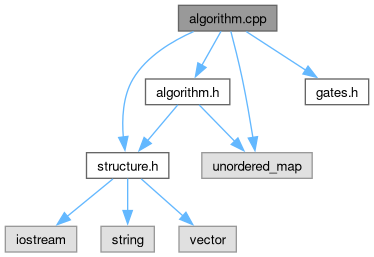 algorithm.cpp
algorithm.h
gates.h
structure.h
unordered_map
iostream
string
vector